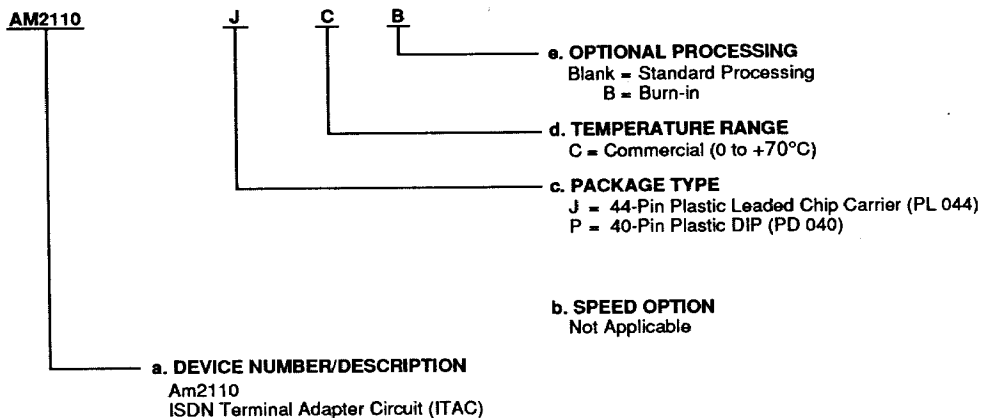 AM2110 J C B
e. OPTIONAL PROCESSING
Blank = Standard Processing
B = Burn-in
d. TEMPERATURE RANGE
C = Commercial (0 to +70°C)
c. PACKAGE TYPE
J = 44-Pin Plastic Leaded Chip Carrier (PL 044)
P = 40-Pin Plastic DIP (PD 040)
b. SPEED OPTION
Not Applicable
a. DEVICE NUMBER/DESCRIPTION
Am2110
ISDN Terminal Adapter Circuit (ITAC)